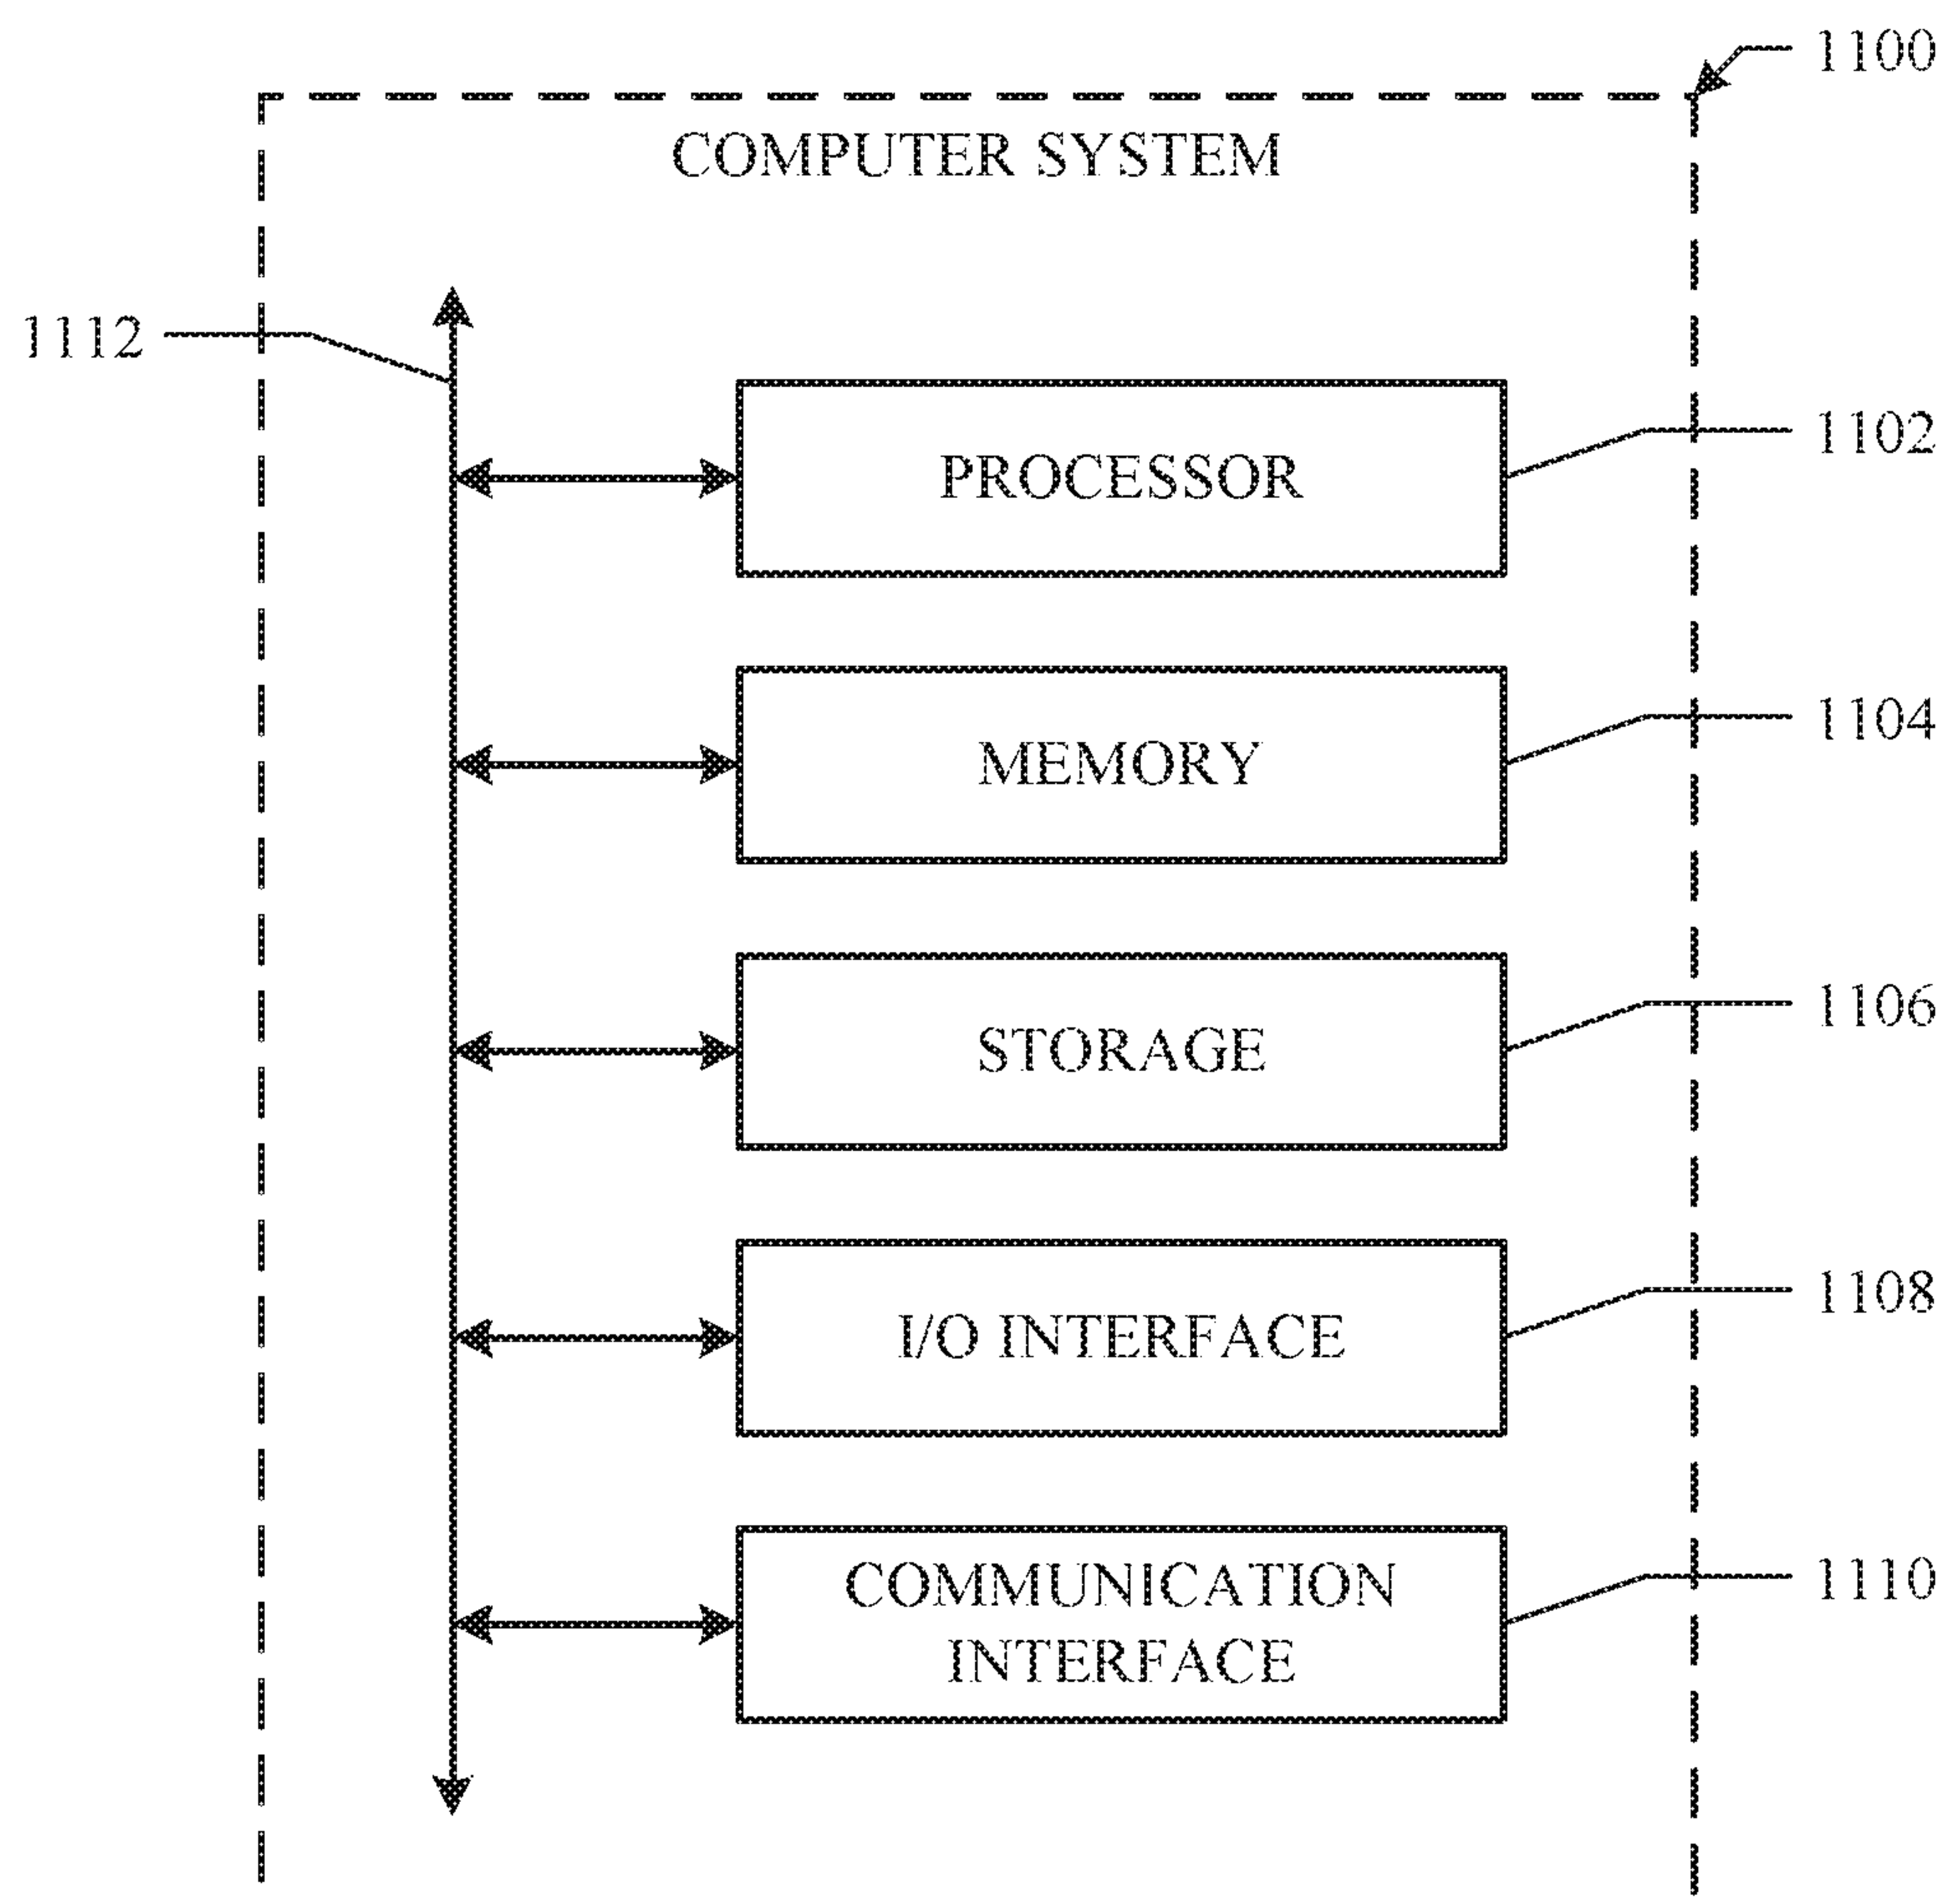 1100
COMPUTER SYSTEM
1112
1102
PROCESSOR
1104
MEMORY
1106
STORAGE
1108
I/O INTERFACE
1110
COMMUNICATION
INTERFACE